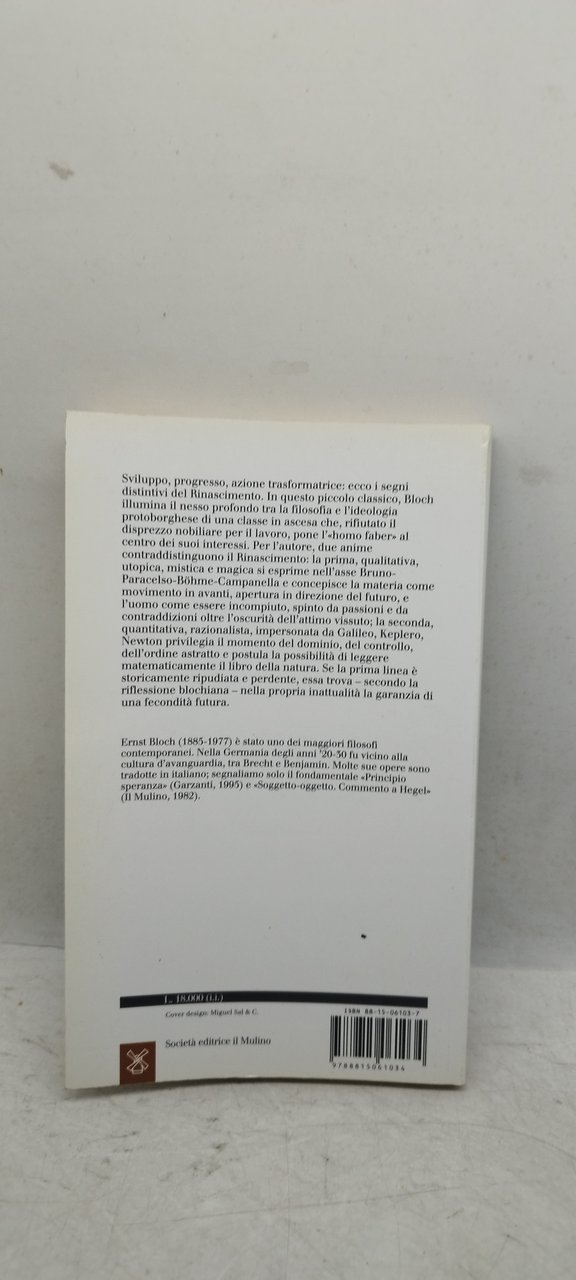 Sviluppo, progresso, azione trasformatrice: ecco i segni
distintivi del Rinascimento. In questo piccolo classico, Bloch
illumina il nesso profondo tra la filosofia e l'ideologia
protoborghese di una classe in ascesa che, rifiutato il
disprezzo nobiliare per il lavoro, pone l'«homo faber» al
centro dei suoi interessi. Per l'autore, due anime
contraddistinguono il Rinascimento: la prima, qualitativa,
utopica, mistica e magica si esprime nell'asse Bruno-
Paracelso-Böhme-Campanella e concepisce la materia come
movimento in avanti, apertura in direzione del futuro, e
l'uomo come essere incompiuto, spinto da passioni e da
contraddizioni oltre l'oscurità dell'attimo vissuto; la seconda,
quantitativa, razionalista, impersonata da Galileo, Keplero,
Newton privilegia il momento del dominio, del controllo,
dell'ordine astratto e postula la possibilità di leggere
matematicamente il libro della natura. Se la prima linea è
storicamente ripudiata e perdente, essa trova – secondo la
riflessione blochiana – nella propria inattualità la garanzia di
una fecondità futura.
Ernst Bloch (1885-1977) è stato uno dei maggiori filosofi
contemporanei. Nella Germania degli anni '20-30 fu vicino alla
cultura d'avanguardia, tra Brecht e Benjamin. Molte sue opere sono
tradotte in italiano; segnaliamo solo il fondamentale «Principio
speranza» (Garzanti, 1995) e «Soggetto-oggetto. Commento a Hegel»
(Il Mulino, 1982).
L. 18.000 (i.i.)
Cover design: Miguel Sal & C.
ISBN 88-15-06103-7
Società editrice il Mulino
9788815061034